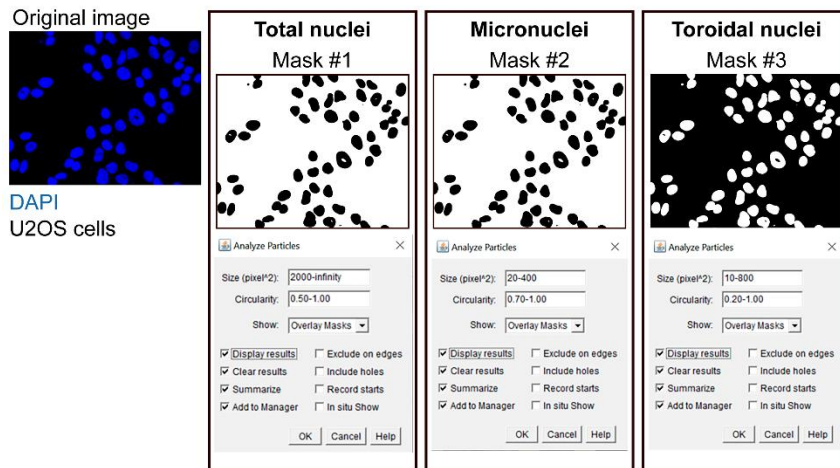 Original image
DAPI
U2OS cells
Total nuclei
Mask #1
Analyze Particles
Size (pixel^2): 2000-infinity
Circularity: 0.50-1.00
Show: Overlay Masks
Display results Exclude on edges
Clear results Include holes
Summarize Record starts
Add to Manager In situ Show
OK Cancel Help
Micronuclei
Mask #2
Analyze Particles
Size (pixel^2): 20-400
Circularity: 0.70-1.00
Show: Overlay Masks
Display results Exclude on edges
Clear results Include holes
Summarize Record starts
Add to Manager In situ Show
OK Cancel Help
Toroidal nuclei
Mask #3
Analyze Particles
Size (pixel^2): 10-800
Circularity: 0.20-1.00
Show: Overlay Masks
Display results Exclude on edges
Clear results Include holes
Summarize Record starts
Add to Manager In situ Show
OK Cancel Help